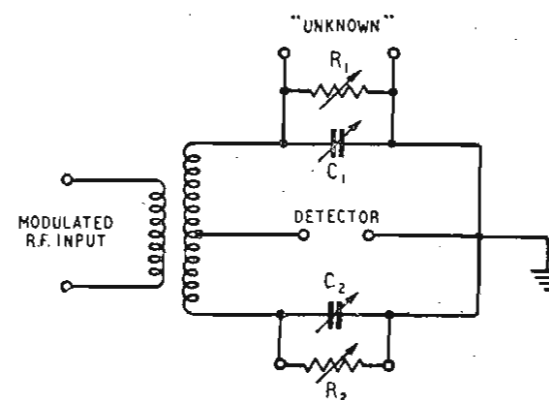 "UNKNOWN"
R1
C1
MODULATED
R.F. INPUT
DETECTOR
C2
R2